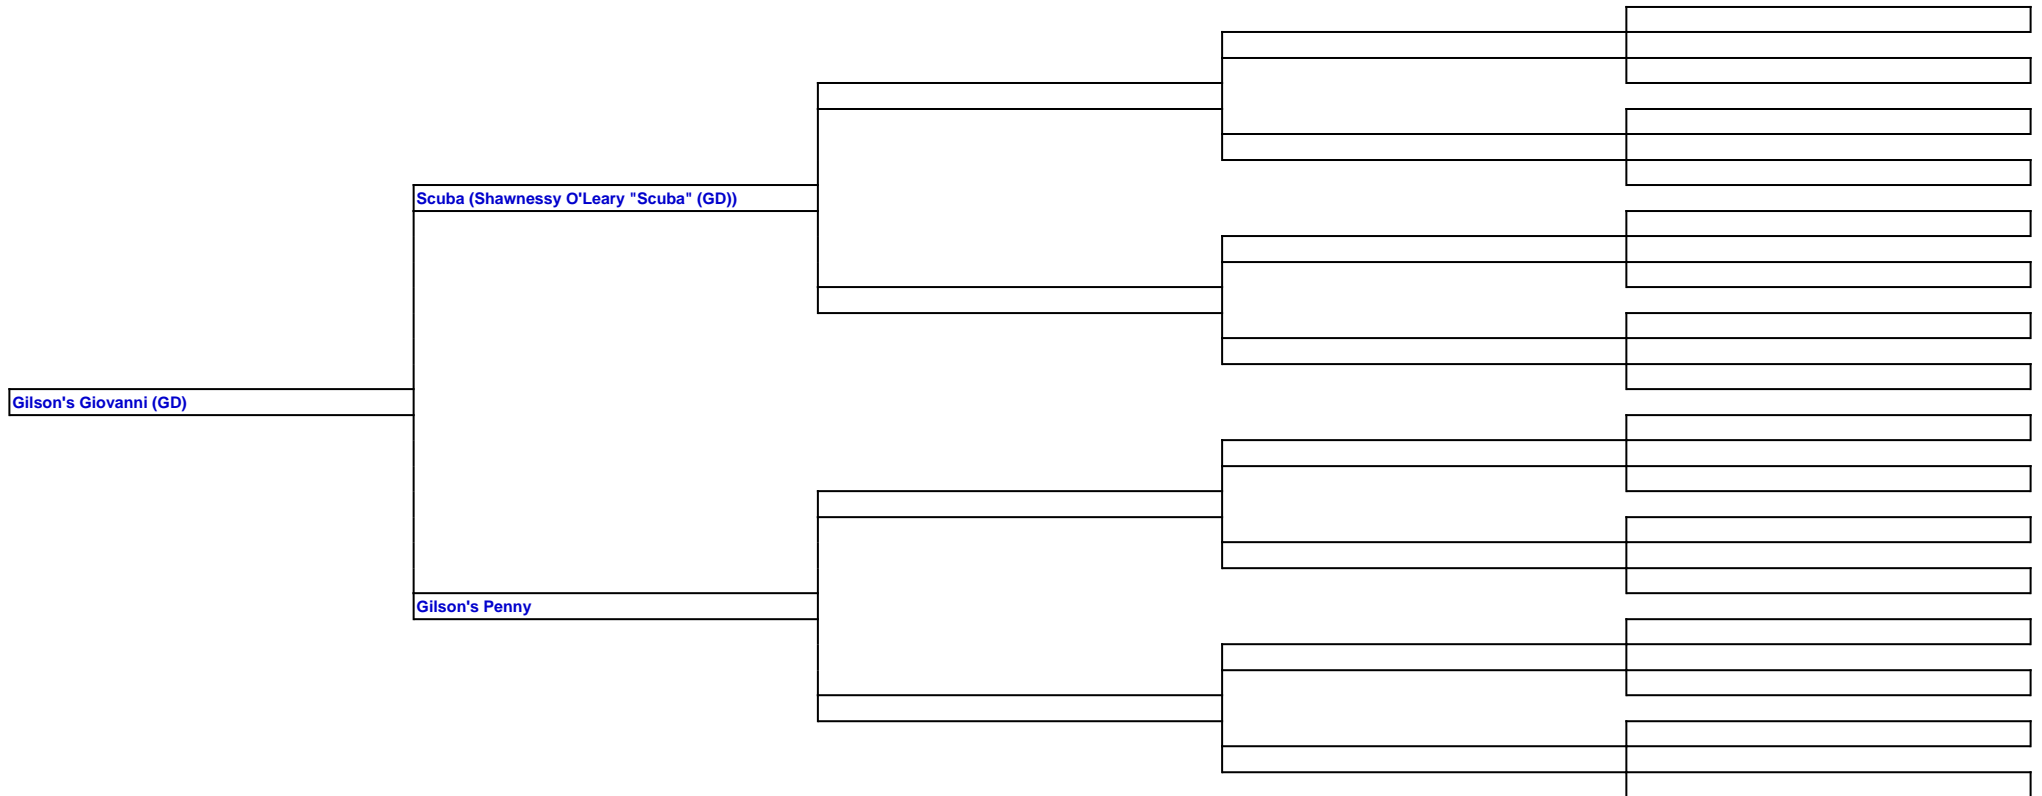 Scuba (Shawnessy O'Leary "Scuba" (GD))
Gilson's Giovanni (GD)
Gilson's Penny